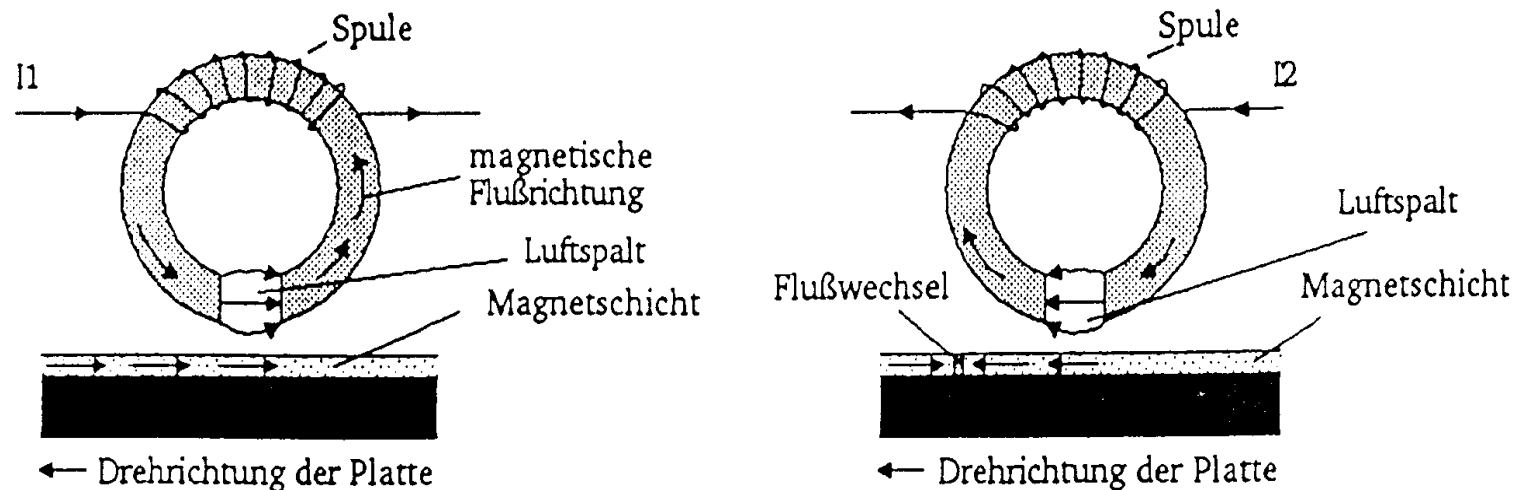 Spule
I1
magnetische
Flußrichtung
Luftspalt
Magnetschicht
← Drehrichtung der Platte
Spule
I2
Luftspalt
Flußwechsel
Magnetschicht
← Drehrichtung der Platte